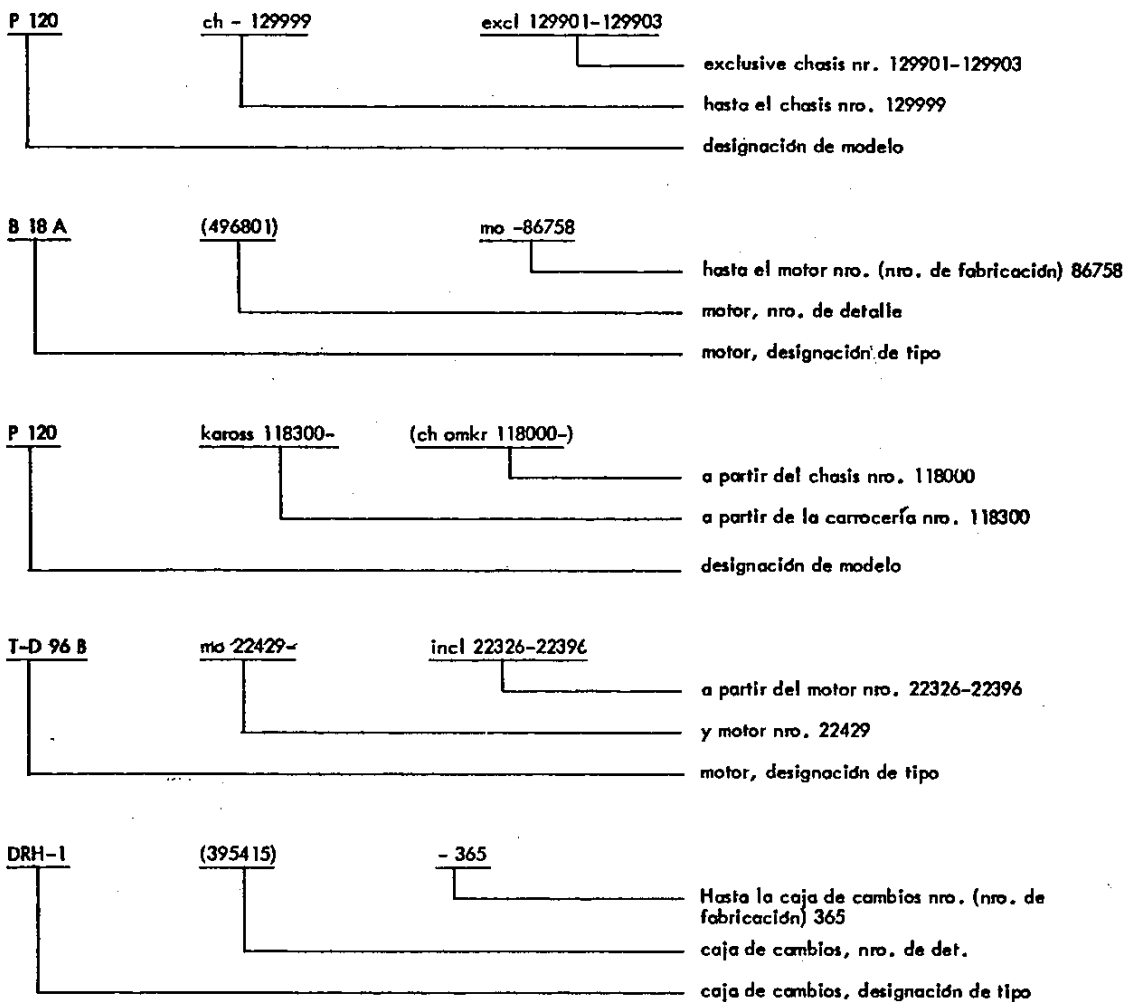 P 120 ch - 129999 excl 129901-129903
exclusive chasis nr. 129901-129903
hasta el chasis nro. 129999
designación de modelo
B 18 A (496801) mo -86758
hasta el motor nro. (nro. de fabricación) 86758
motor, nro. de detalle
motor, designación de tipo
P 120 kaross 118300- (ch omkr 118000-)
a partir del chasis nro. 118000
a partir de la carrocería nro. 118300
designación de modelo
T-D 96 B mo 22429- incl 22326-22396
a partir del motor nro. 22326-22396
y motor nro. 22429
motor, designación de tipo
DRH-1 (395415) - 365
Hasta la caja de cambios nro. (nro. de
fabricación) 365
caja de cambios, nro. de det.
caja de cambios, designación de tipo